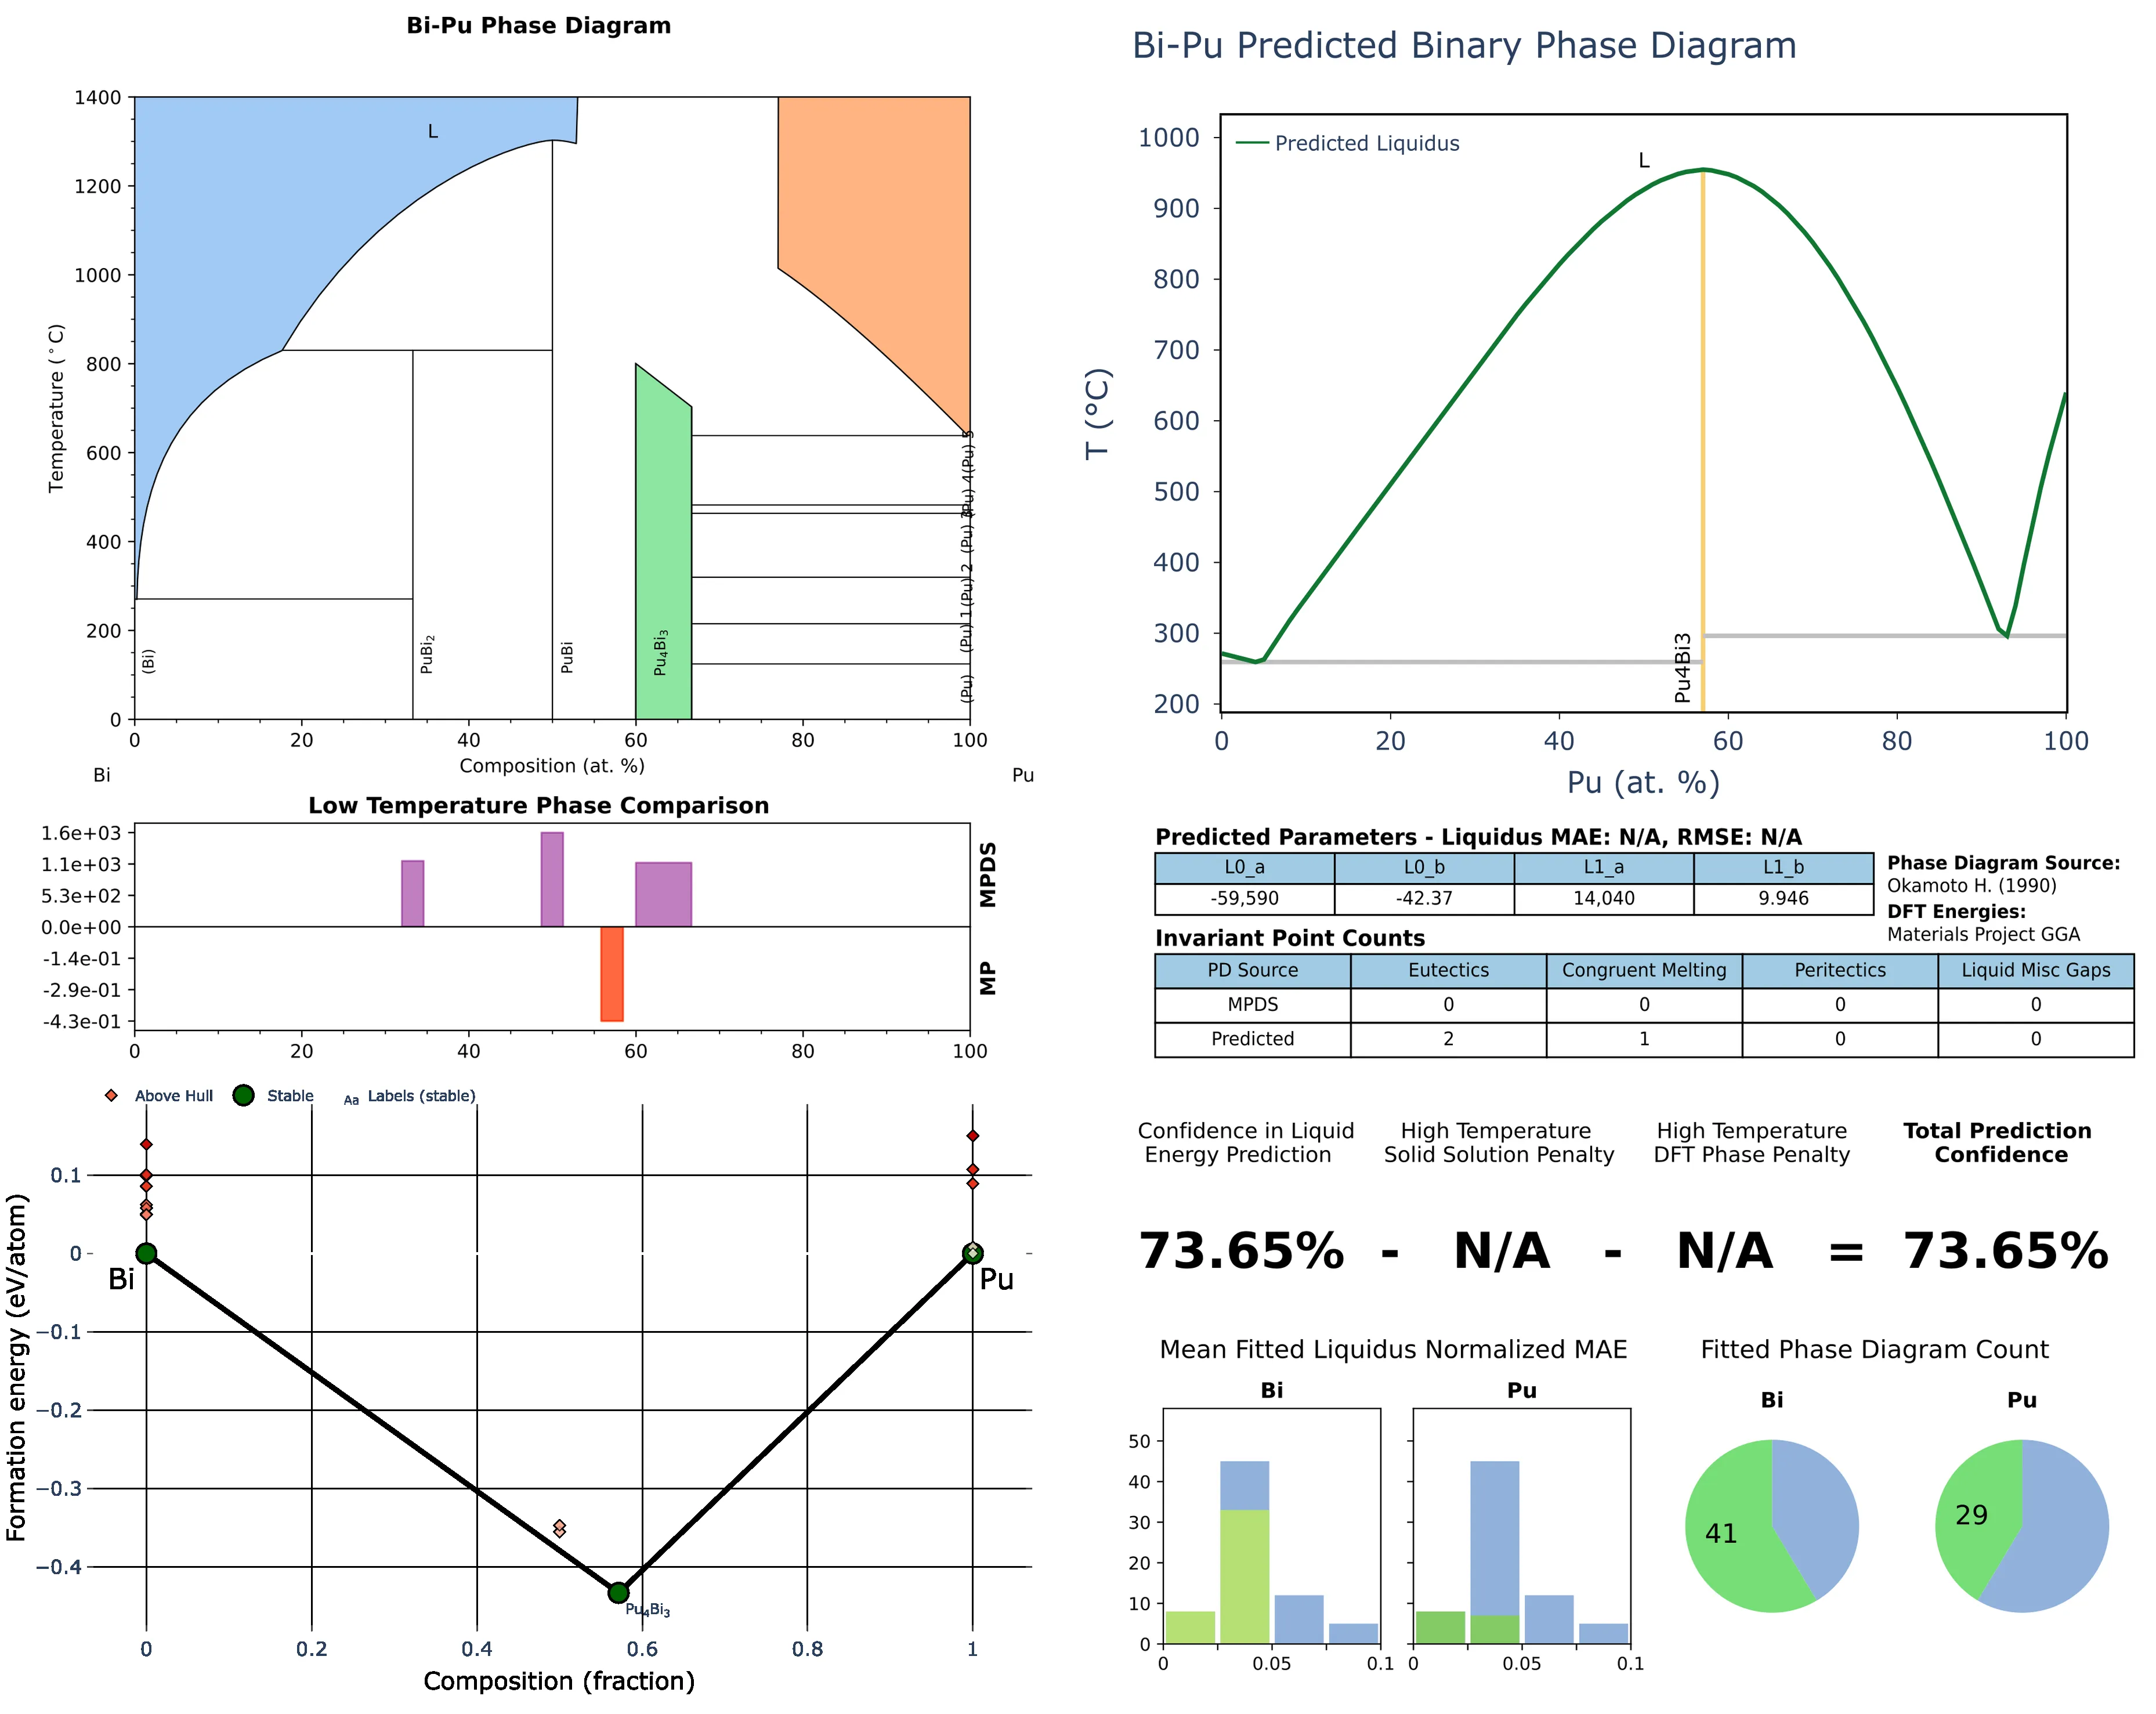 Bi-Pu Phase Diagram
1400
1200
1000
800
600
400
200
0
Temperature (°C)
L
(Bi)
PuBi2
PuBi
Pu4Bi3
(Pu) 5
(Pu) 4
(Pu) 3
(Pu) 2
(Pu) 1
(Pu)
0 20 40 60 80 100
Composition (at. %)
Bi Pu
Low Temperature Phase Comparison
1.6e+03
1.1e+03
5.3e+02
0.0e+00
-1.4e-01
-2.9e-01
-4.3e-01
MPDS
MP
0 20 40 60 80 100
Above Hull Stable Aa Labels (stable)
0.1
0
−0.1
−0.2
−0.3
−0.4
Formation energy (eV/atom)
Bi
Pu
Pu4Bi3
0 0.2 0.4 0.6 0.8 1
Composition (fraction)
Bi-Pu Predicted Binary Phase Diagram
1000
900
800
700
600
500
400
300
200
T (°C)
Predicted Liquidus
L
Pu4Bi3
0 20 40 60 80 100
Pu (at. %)
Predicted Parameters - Liquidus MAE: N/A, RMSE: N/A
L0_a L0_b L1_a L1_b
-59,590 -42.37 14,040 9.946
Phase Diagram Source:
Okamoto H. (1990)
DFT Energies:
Materials Project GGA
Invariant Point Counts
PD Source Eutectics Congruent Melting Peritectics Liquid Misc Gaps
MPDS 0 0 0 0
Predicted 2 1 0 0
Confidence in Liquid
Energy Prediction
High Temperature
Solid Solution Penalty
High Temperature
DFT Phase Penalty
Total Prediction
Confidence
73.65% - N/A - N/A = 73.65%
Mean Fitted Liquidus Normalized MAE
Bi
Pu
50
40
30
20
10
0
0 0.05 0.1
0 0.05 0.1
Fitted Phase Diagram Count
Bi
Pu
41
29